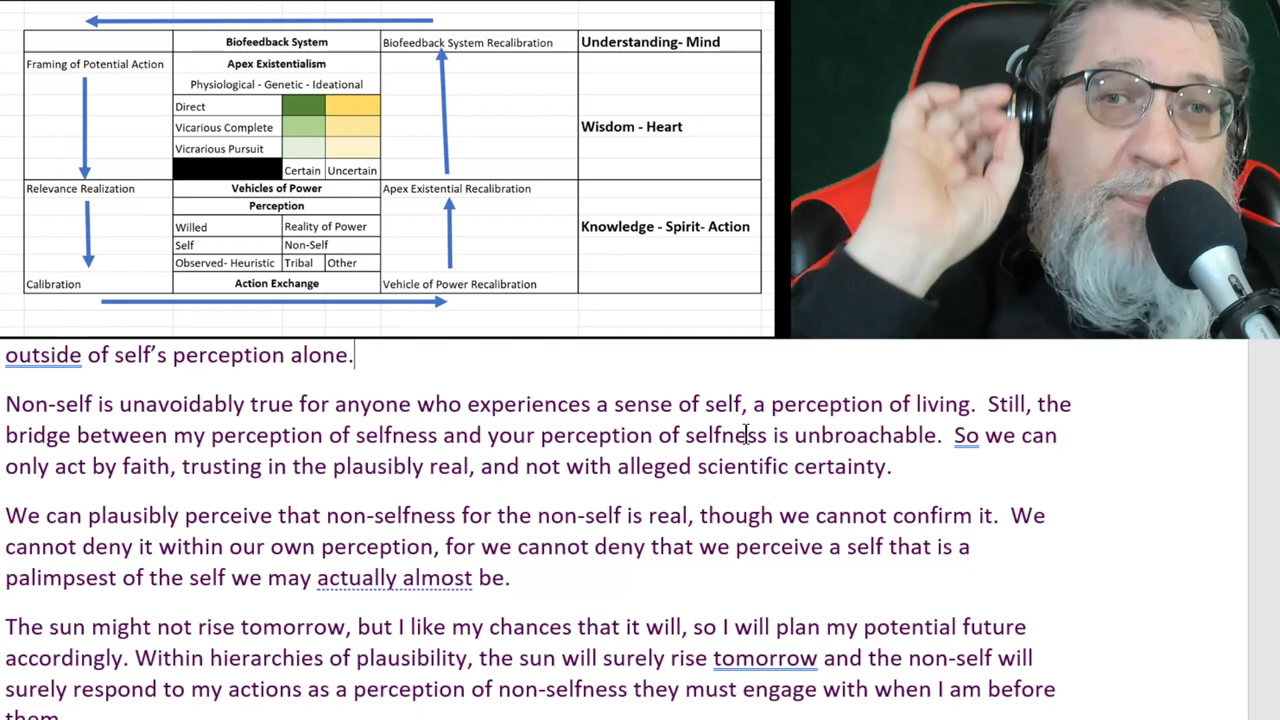 Biofeedback System Biofeedback System Recalibration Understanding- Mind
Framing of Potential Action Apex Existentialism
Physiological - Genetic - Ideational
Direct
Vicarious Complete Wisdom - Heart
Vicrarious Pursuit
Certain Uncertain
Relevance Realization Vehicles of Power Apex Existential Recalibration
Perception
Willed Reality of Power Knowledge - Spirit- Action
Self Non-Self
Observed- Heuristic Tribal Other
Calibration Action Exchange Vehicle of Power Recalibration
outside of self’s perception alone.
Non-self is unavoidably true for anyone who experiences a sense of self, a perception of living.  Still, the
bridge between my perception of selfness and your perception of selfness is unbroachable.  So we can
only act by faith, trusting in the plausibly real, and not with alleged scientific certainty.
We can plausibly perceive that non-selfness for the non-self is real, though we cannot confirm it.  We
cannot deny it within our own perception, for we cannot deny that we perceive a self that is a
palimpsest of the self we may actually almost be.
The sun might not rise tomorrow, but I like my chances that it will, so I will plan my potential future
accordingly. Within hierarchies of plausibility, the sun will surely rise tomorrow and the non-self will
surely respond to my actions as a perception of non-selfness they must engage with when I am before
them.